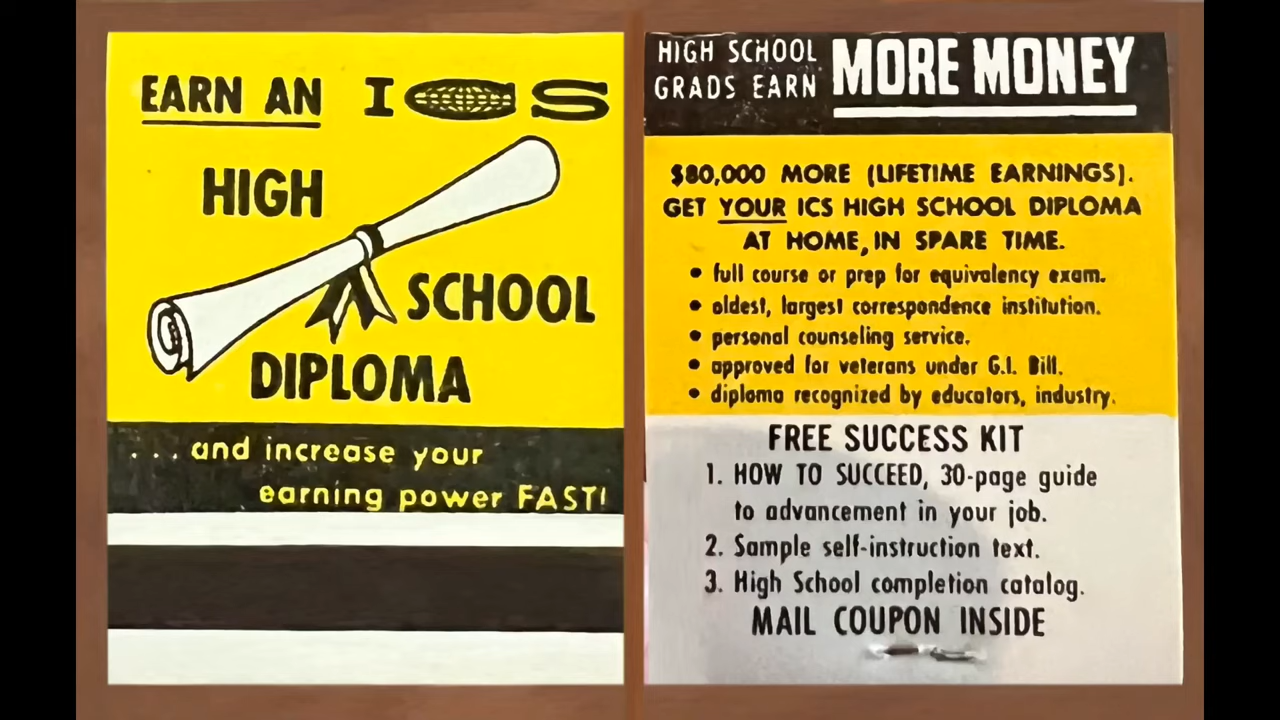 EARN AN ICS
HIGH
SCHOOL
DIPLOMA
. . . and increase your
earning power FAST!
HIGH SCHOOL
GRADS EARN MORE MONEY
$80,000 MORE (LIFETIME EARNINGS).
GET YOUR ICS HIGH SCHOOL DIPLOMA
AT HOME, IN SPARE TIME.
• full course or prep for equivalency exam.
• oldest, largest correspondence institution.
• personal counseling service.
• approved for veterans under G.I. Bill.
• diploma recognized by educators, industry.
FREE SUCCESS KIT
1. HOW TO SUCCEED, 30-page guide
to advancement in your job.
2. Sample self-instruction text.
3. High School completion catalog.
MAIL COUPON INSIDE